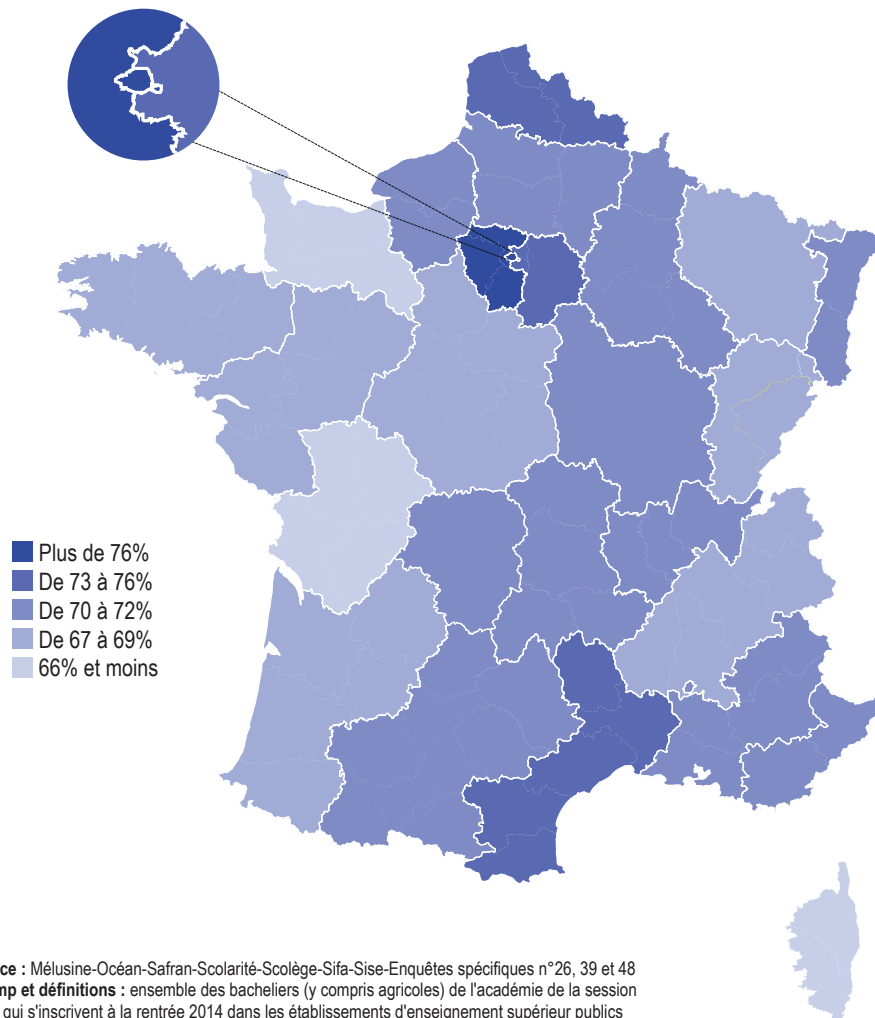 Plus de 76%
De 73 à 76%
De 70 à 72%
De 67 à 69%
66% et moins
ce : Mélusine-Océan-Safran-Scolarité-Scolège-Sifa-Sise-Enquêtes spécifiques n°26, 39 et 48
mp et définitions : ensemble des bacheliers (y compris agricoles) de l'académie de la session
qui s'inscrivent à la rentrée 2014 dans les établissements d'enseignement supérieur publics